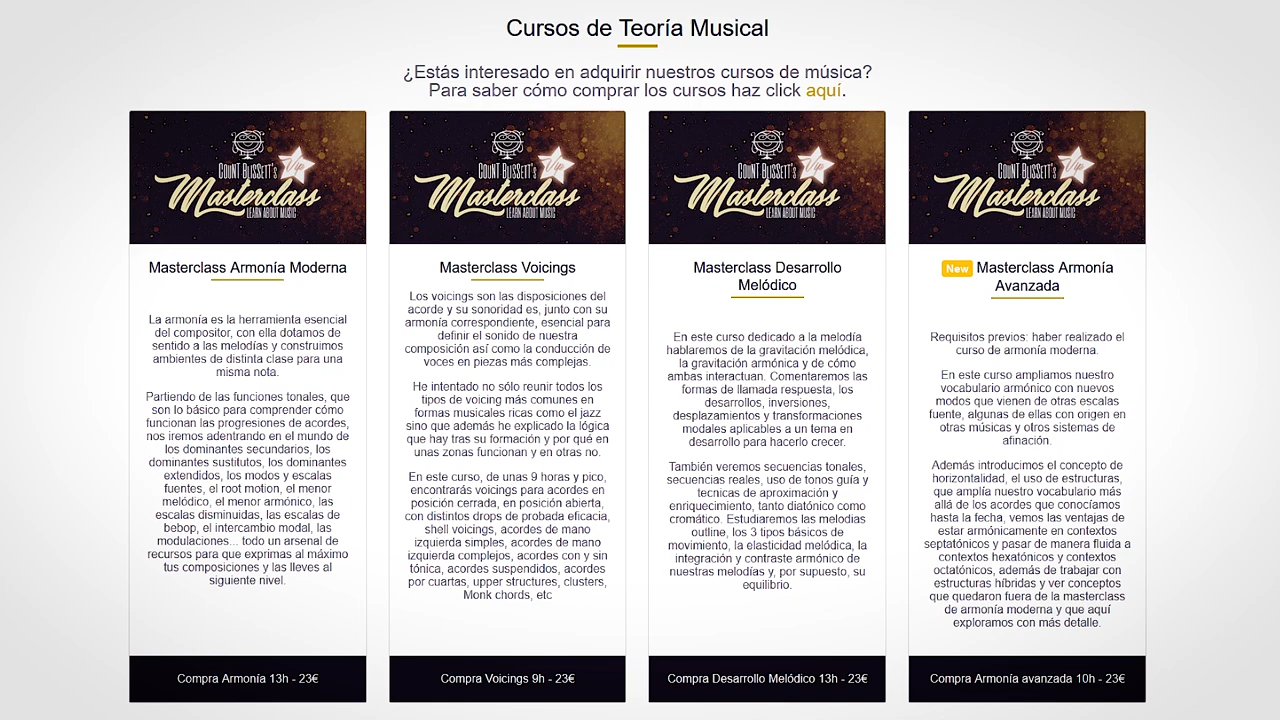 Cursos de Teoría Musical
¿Estás interesado en adquirir nuestros cursos de música?
Para saber cómo comprar los cursos haz click aquí.
COUNT BLISSETT's
Vip
Masterclass
LEARN ABOUT MUSIC
Masterclass Armonía Moderna
La armonía es la herramienta esencial
del compositor, con ella dotamos de
sentido a las melodías y construimos
ambientes de distinta clase para una
misma nota.
Partiendo de las funciones tonales, que
son lo básico para comprender cómo
funcionan las progresiones de acordes,
nos iremos adentrando en el mundo de
los dominantes secundarios, los
dominantes sustitutos, los dominantes
extendidos, los modos y escalas
fuentes, el root motion, el menor
melódico, el menor armónico, las
escalas disminuidas, las escalas de
bebop, el intercambio modal, las
modulaciones... todo un arsenal de
recursos para que exprimas al máximo
tus composiciones y las lleves al
siguiente nivel.
Compra Armonía 13h - 23€
COUNT BLISSETT's
Vip
Masterclass
LEARN ABOUT MUSIC
Masterclass Voicings
Los voicings son las disposiciones del
acorde y su sonoridad es, junto con su
armonía correspondiente, esencial para
definir el sonido de nuestra
composición así como la conducción de
voces en piezas más complejas.
He intentado no sólo reunir todos los
tipos de voicing más comunes en
formas musicales ricas como el jazz
sino que además he explicado la lógica
que hay tras su formación y por qué en
unas zonas funcionan y en otras no.
En este curso, de unas 9 horas y pico,
encontrarás voicings para acordes en
posición cerrada, en posición abierta,
con distintos drops de probada eficacia,
shell voicings, acordes de mano
izquierda simples, acordes de mano
izquierda complejos, acordes con y sin
tónica, acordes suspendidos, acordes
por cuartas, upper structures, clusters,
Monk chords, etc
Compra Voicings 9h - 23€
COUNT BLISSETT's
Vip
Masterclass
LEARN ABOUT MUSIC
Masterclass Desarrollo
Melódico
En este curso dedicado a la melodía
hablaremos de la gravitación melódica,
la gravitación armónica y de cómo
ambas interactuan. Comentaremos las
formas de llamada respuesta, los
desarrollos, inversiones,
desplazamientos y transformaciones
modales aplicables a un tema en
desarrollo para hacerlo crecer.
También veremos secuencias tonales,
secuencias reales, uso de tonos guía y
tecnicas de aproximación y
enriquecimiento, tanto diatónico como
cromático. Estudiaremos las melodias
outline, los 3 tipos básicos de
movimiento, la elasticidad melódica, la
integración y contraste armónico de
nuestras melodías y, por supuesto, su
equilibrio.
Compra Desarrollo Melódico 13h - 23€
COUNT BLISSETT's
Vip
Masterclass
LEARN ABOUT MUSIC
New Masterclass Armonía
Avanzada
Requisitos previos: haber realizado el
curso de armonía moderna.
En este curso ampliamos nuestro
vocabulario armónico con nuevos
modos que vienen de otras escalas
fuente, algunas de ellas con origen en
otras músicas y otros sistemas de
afinación.
Además introducimos el concepto de
horizontalidad, el uso de estructuras,
que amplía nuestro vocabulario más
allá de los acordes que conocíamos
hasta la fecha, vemos las ventajas de
estar armónicamente en contextos
septatónicos y pasar de manera fluida a
contextos hexatónicos y contextos
octatónicos, además de trabajar con
estructuras híbridas y ver conceptos
que quedaron fuera de la masterclass
de armonía moderna y que aquí
exploramos con más detalle.
Compra Armonía avanzada 10h - 23€